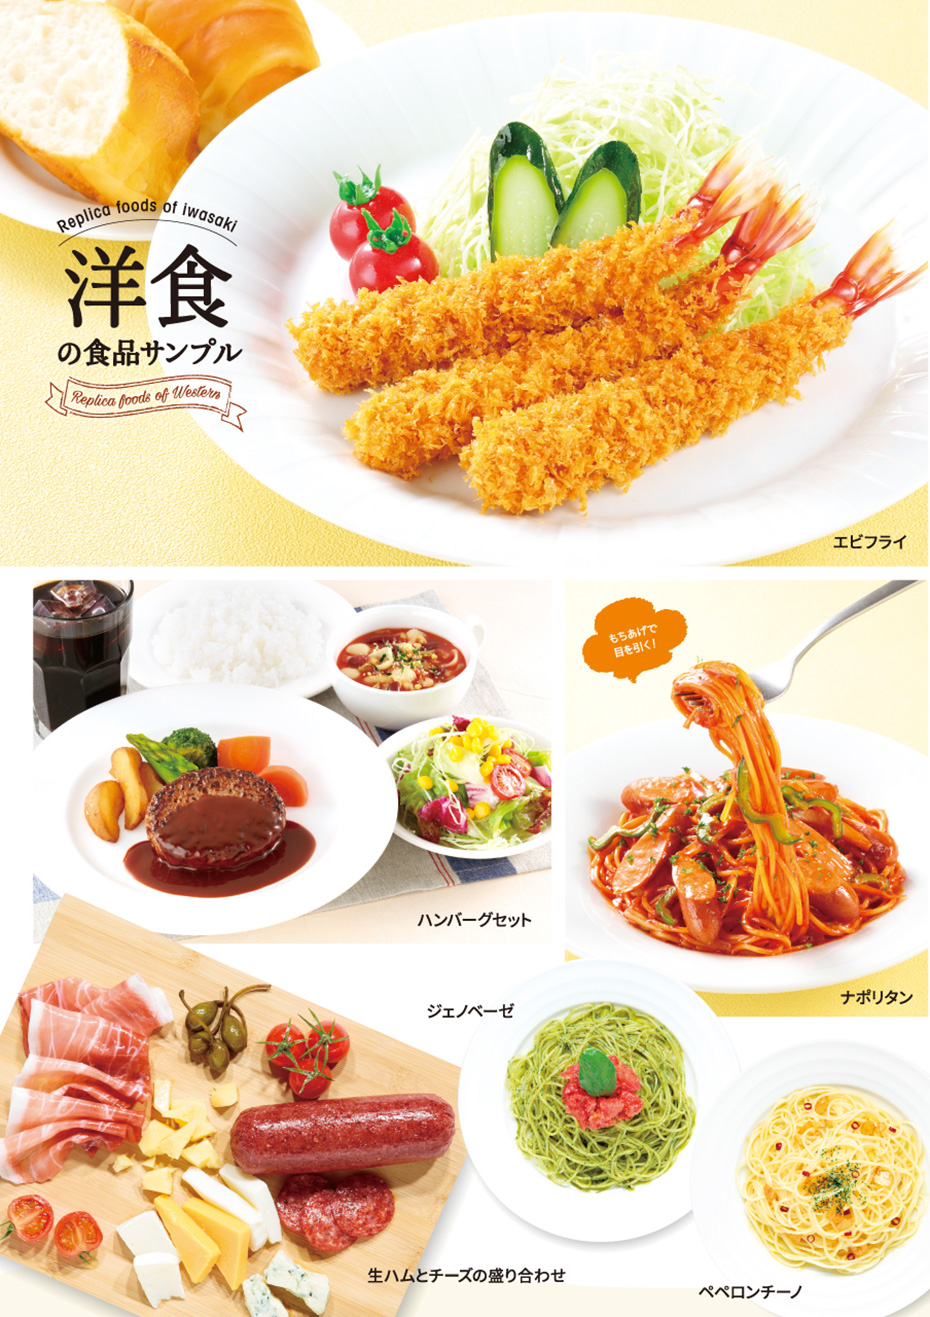 Replica foods of iwasaki
洋食
の食品サンプル
Replica foods of Western
エビフライ
もちあげで
目を引く!
ハンバーグセット
ナポリタン
ジェノベーゼ
生ハムとチーズの盛り合わせ
ペペロンチーノ